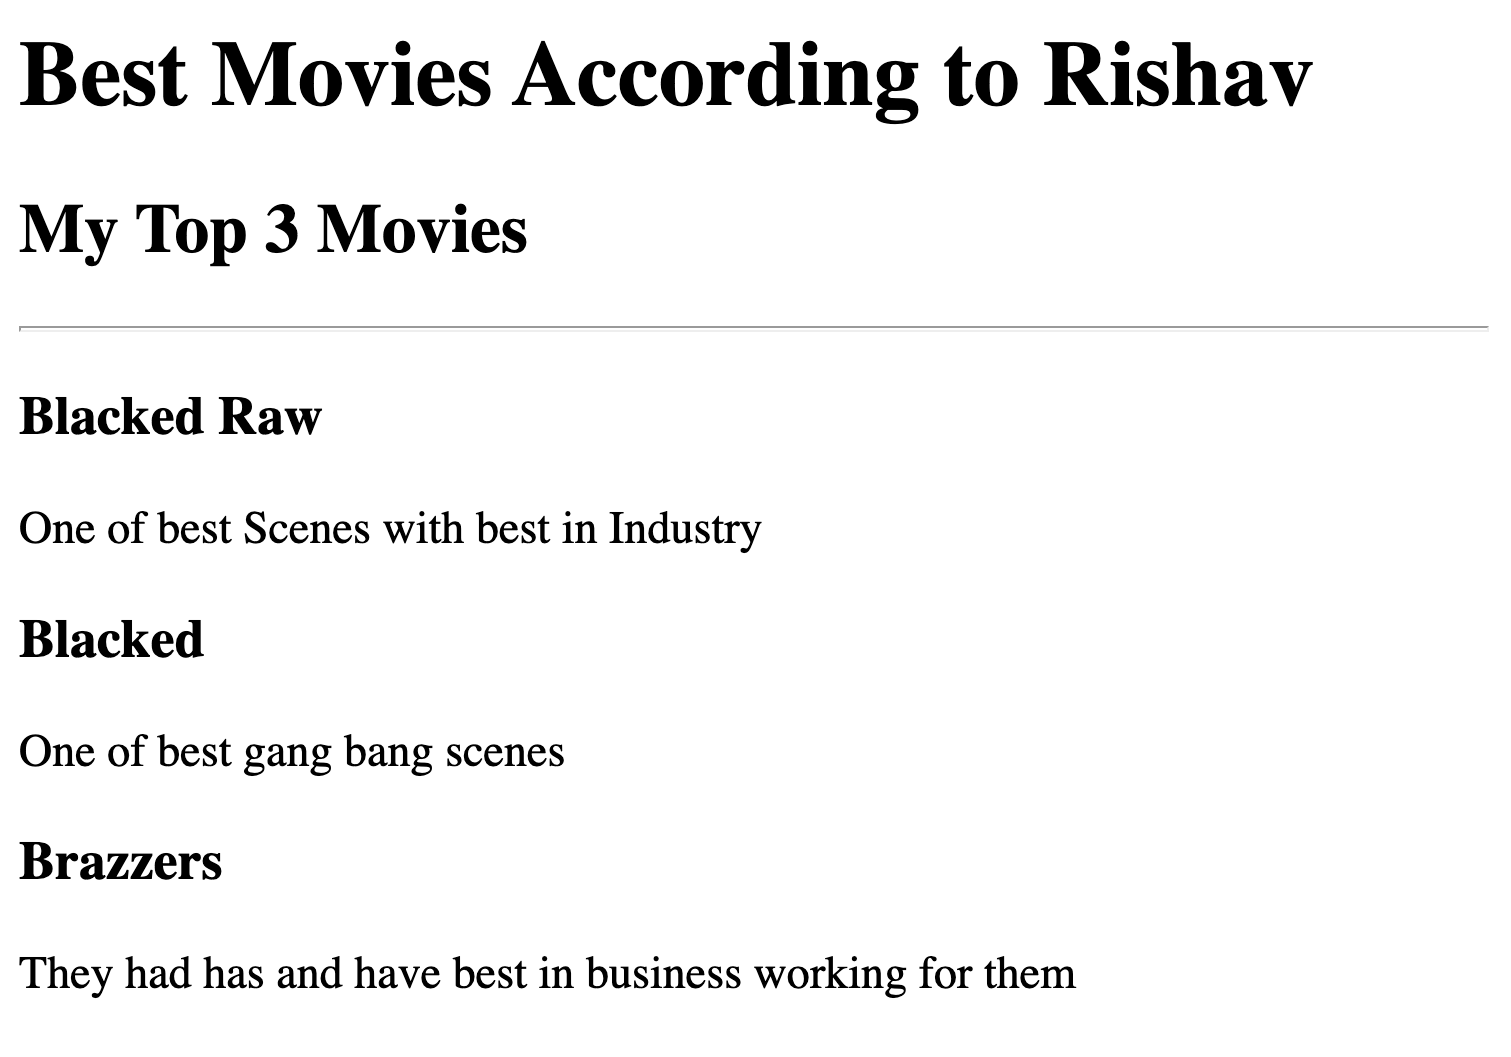 Best Movies According to Rishav
My Top 3 Movies
Blacked Raw
One of best Scenes with best in Industry
Blacked
One of best gang bang scenes
Brazzers
They had has and have best in business working for them